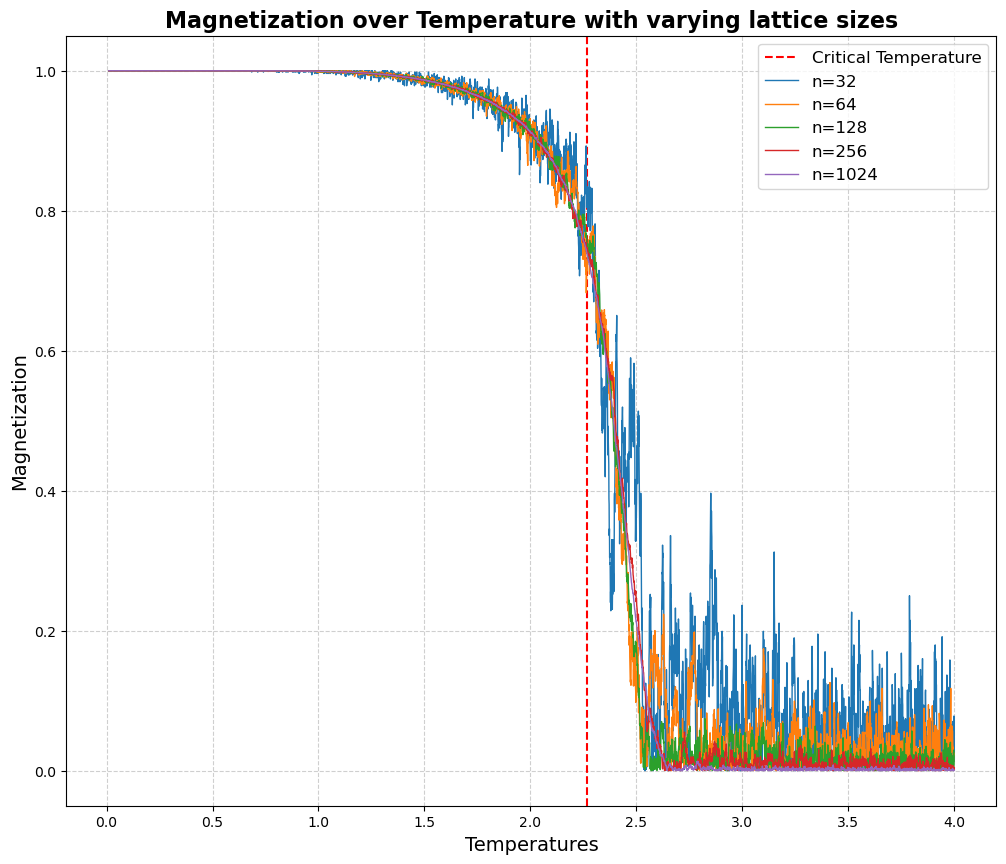 Magnetization over Temperature with varying lattice sizes
Critical Temperature
n=32
n=64
n=128
n=256
n=1024
Magnetization
1.0
0.8
0.6
0.4
0.2
0.0
0.0 0.5 1.0 1.5 2.0 2.5 3.0 3.5 4.0
Temperatures